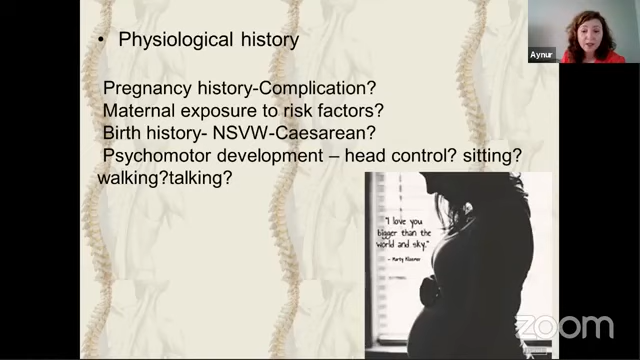 • Physiological history
Pregnancy history-Complication?
Maternal exposure to risk factors?
Birth history- NSVW-Caesarean?
Psychomotor development – head control? sitting?
walking?talking?
"I love you
bigger than the
world and sky."
- Marty Klasner
Aynur
zoom